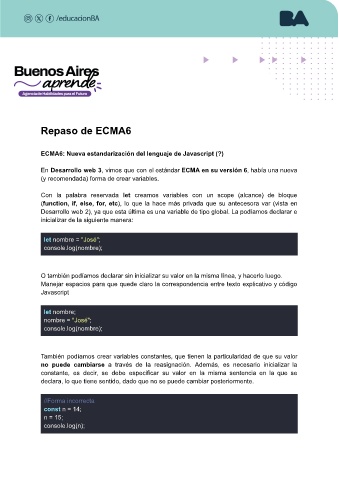 /educacionBA
BA
Buenos Aires
aprende
Agencia de Habilidades para el Futuro
Repaso de ECMA6
ECMA6: Nueva estandarización del lenguaje de Javascript (?)
En Desarrollo web 3, vimos que con el estándar ECMA en su versión 6, había una nueva
(y recomendada) forma de crear variables.
Con la palabra reservada let creamos variables con un scope (alcance) de bloque
(function, if, else, for, etc), lo que la hace más privada que su antecesora var (vista en
Desarrollo web 2), ya que esta última es una variable de tipo global. La podíamos declarar e
inicializar de la siguiente manera:
let nombre = "José";
console.log(nombre);
O también podíamos declarar sin inicializar su valor en la misma línea, y hacerlo luego.
Manejar espacios para que quede claro la correspondencia entre texto explicativo y código
Javascript
let nombre;
nombre = "José";
console.log(nombre);
También podíamos crear variables constantes, que tienen la particularidad de que su valor
no puede cambiarse a través de la reasignación. Además, es necesario inicializar la
constante, es decir, se debe especificar su valor en la misma sentencia en la que se
declara, lo que tiene sentido, dado que no se puede cambiar posteriormente.
//Forma incorrecta
const n = 14;
n = 15;
console.log(n);